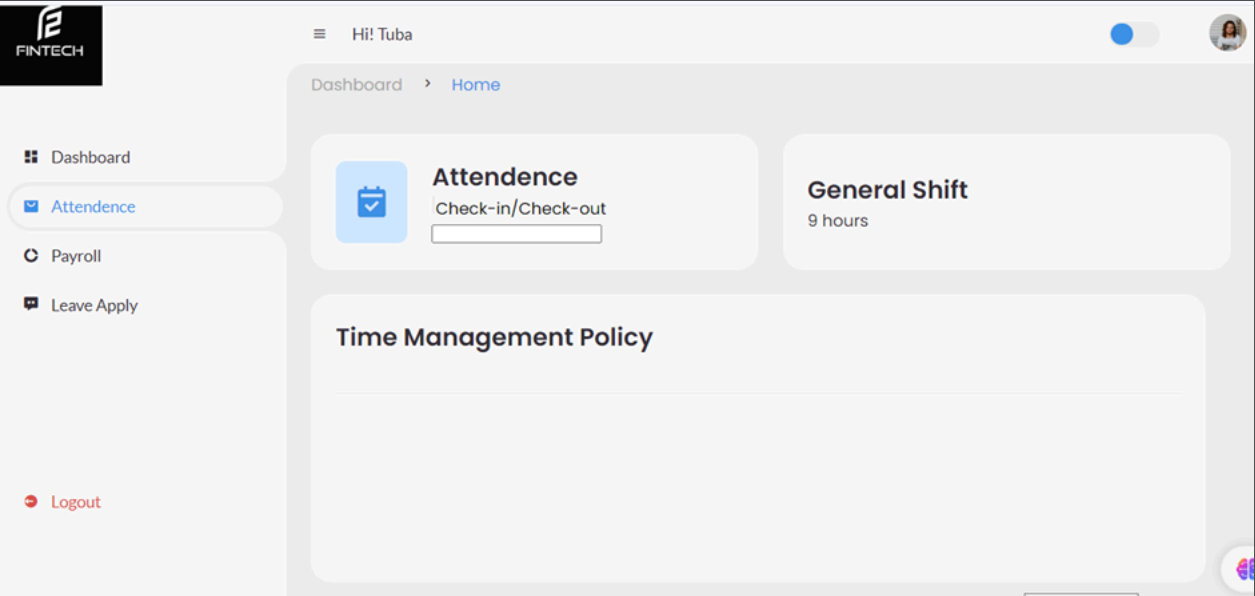 FINTECH
Hi! Tuba
Dashboard > Home
Dashboard
Attendence
Payroll
Leave Apply
Logout
Attendence
Check-in/Check-out
General Shift
9 hours
Time Management Policy